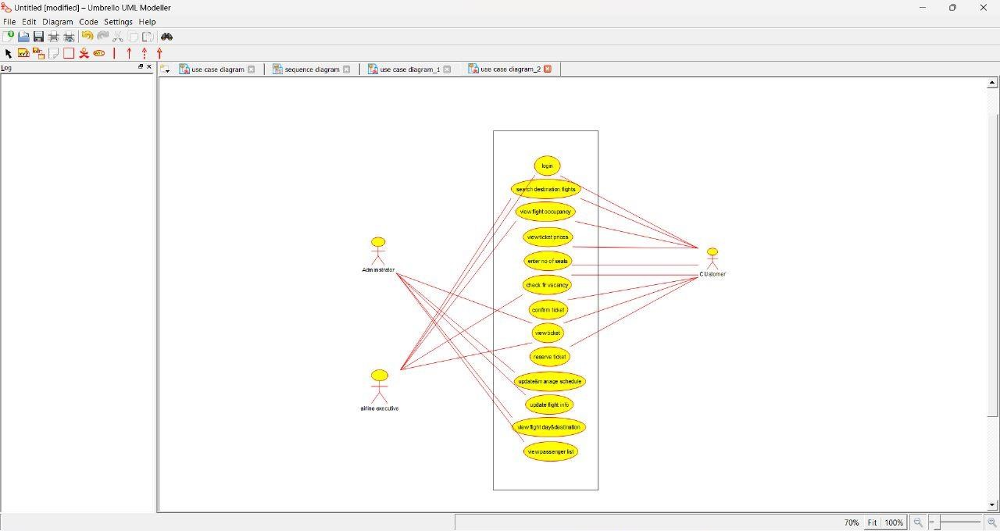 Untitled [modified] – Umbrello UML Modeller
File Edit Diagram Code Settings Help
Log
use case diagram
sequence diagram
use case diagram_1
use case diagram_2
login
search destination flights
view flight occupancy
view ticket prices
enter no of seats
check flr vacancy
confirm ticket
view ticket
reserve ticket
update&manage schedule
update flight info
view flight day&destination
view passenger list
Administrator
CUstomer
airline executive
70% Fit 100%